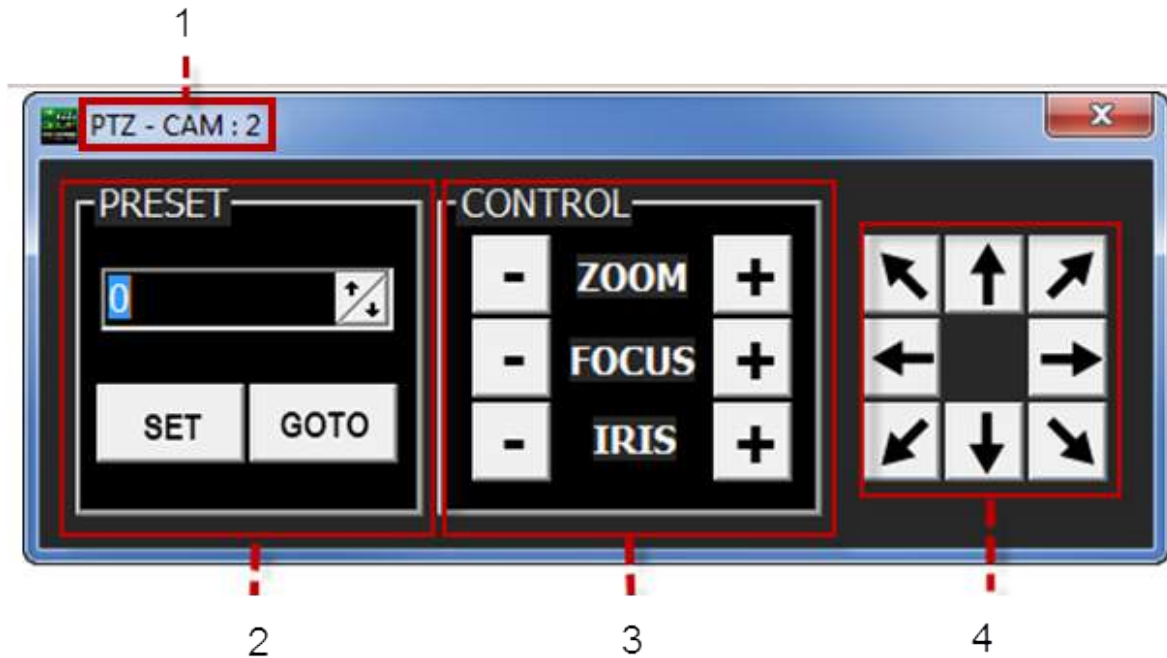 1
PTZ - CAM : 2
PRESET
CONTROL
0
- ZOOM +
- FOCUS +
SET GOTO
- IRIS +
2 3 4